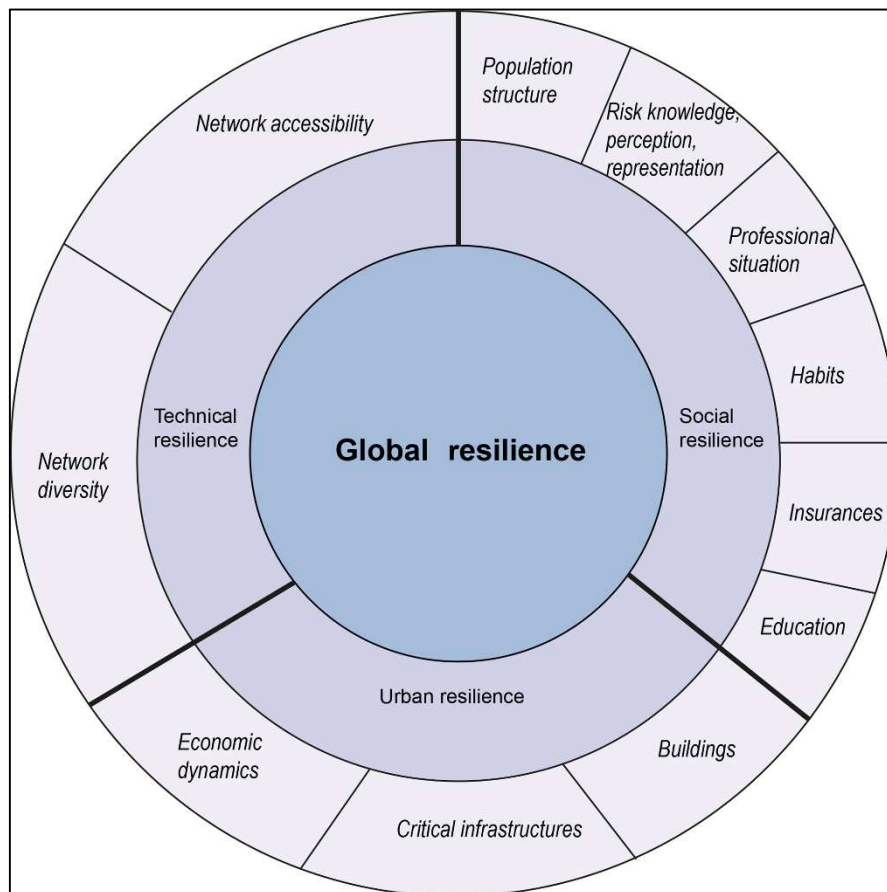 Population
structure
Network accessibility
Risk knowledge,
perception,
representation
Professional
situation
Habits
Technical
resilience
Global resilience
Social
resilience
Network
diversity
Insurances
Education
Urban resilience
Economic
dynamics
Buildings
Critical infrastructures